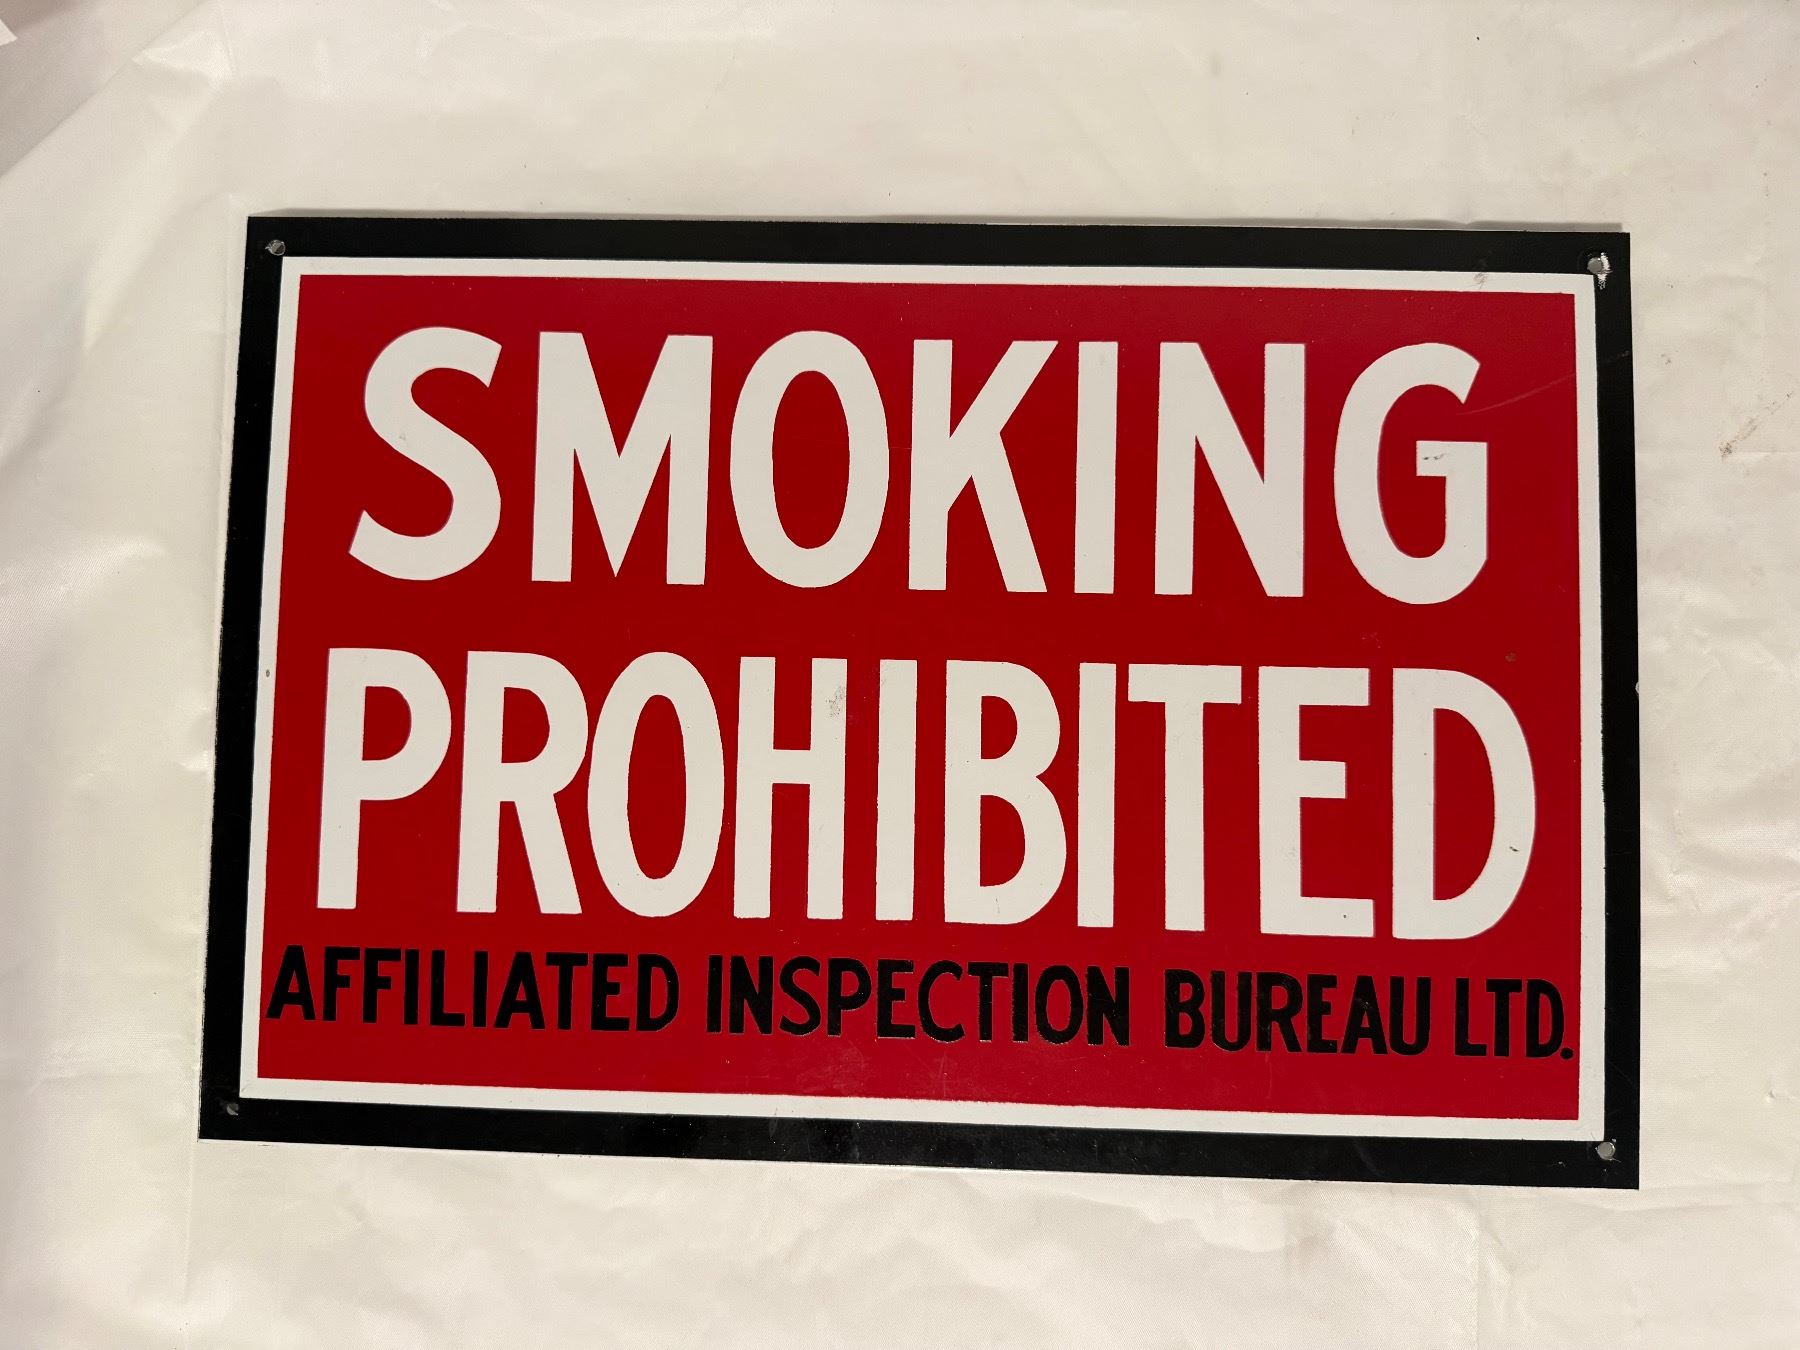 SMOKING
PROHIBITED
AFFILIATED INSPECTION BUREAU LTD.